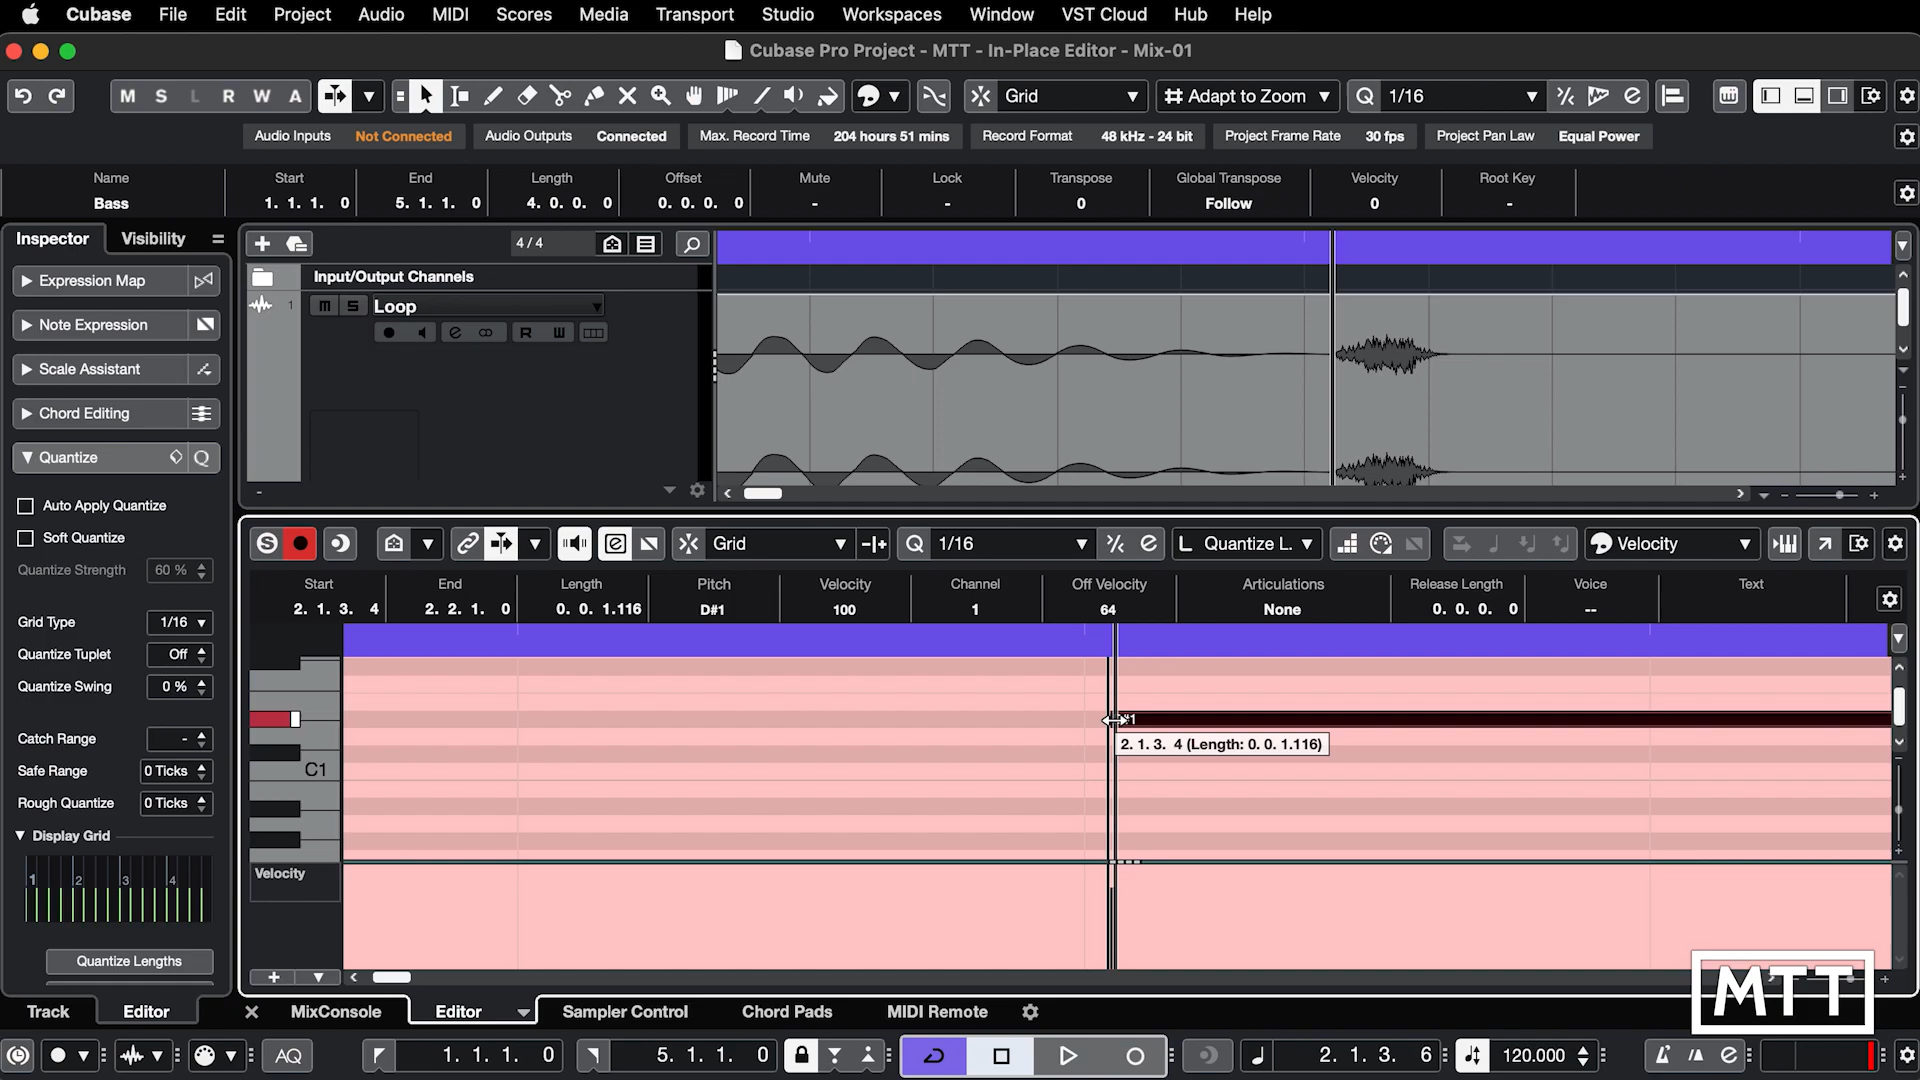 Cubase File Edit Project Audio MIDI Scores Media Transport Studio Workspaces Window VST Cloud Hub Help
Cubase Pro Project - MTT - In-Place Editor - Mix-01
M S L R W A Grid Adapt to Zoom Q 1/16
Audio Inputs Not Connected Audio Outputs Connected Max. Record Time 204 hours 51 mins Record Format 48 kHz - 24 bit Project Frame Rate 30 fps Project Pan Law Equal Power
Name Start End Length Offset Mute Lock Transpose Global Transpose Velocity Root Key
Bass 1. 1. 1. 0 5. 1. 1. 0 4. 0. 0. 0 0. 0. 0. 0 - - 0 Follow 0 -
Inspector Visibility
4 / 4
Expression Map
Input/Output Channels
1 m S Loop
Note Expression
R W
Scale Assistant
Chord Editing
Quantize Q
Auto Apply Quantize
Soft Quantize
Quantize Strength 60 %
S Grid Q 1/16 L Quantize L. Velocity
Start End Length Pitch Velocity Channel Off Velocity Articulations Release Length Voice Text
2. 1. 3. 4 2. 2. 1. 0 0. 0. 1.116 D#1 100 1 64 None 0. 0. 0. 0 --
Grid Type 1/16
Quantize Tuplet Off
Quantize Swing 0 %
Catch Range -
Safe Range 0 Ticks
Rough Quantize 0 Ticks
2. 1. 3. 4 (Length: 0. 0. 1.116)
C1
Display Grid
1 2 3 4
Velocity
Quantize Lengths
MTT
Track Editor MixConsole Editor Sampler Control Chord Pads MIDI Remote
AQ 1. 1. 1. 0 5. 1. 1. 0 2. 1. 3. 6 120.000